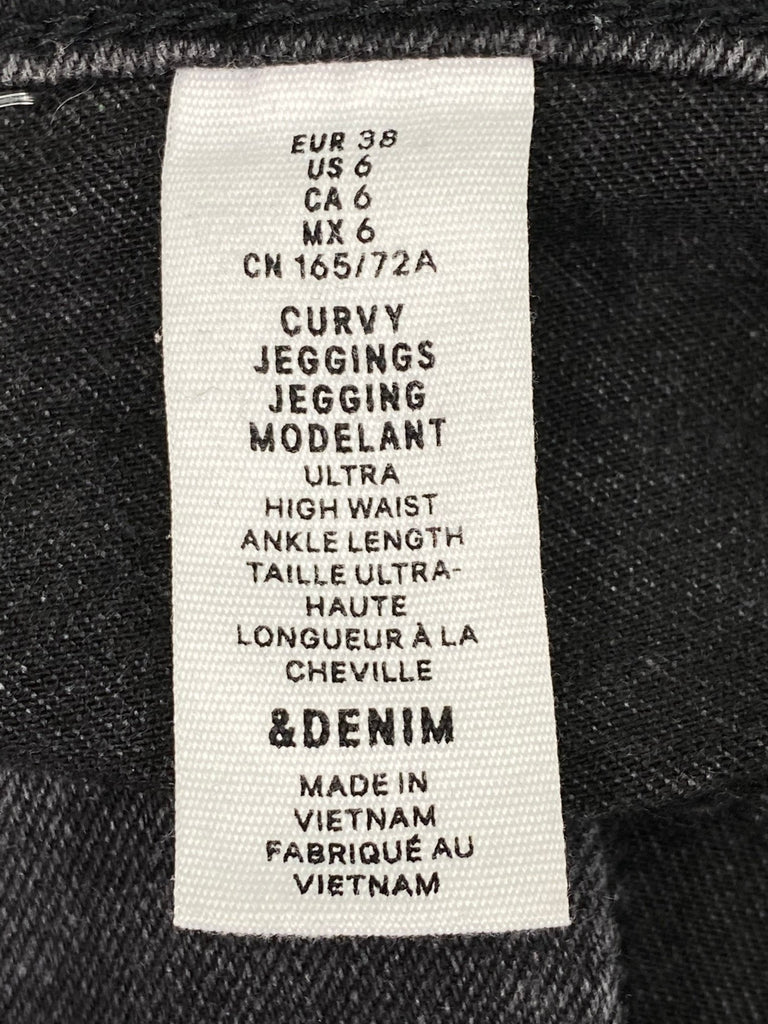 EUR 38
US 6
CA 6
MX 6
CN 165/72A
CURVY
JEGGINGS
JEGGING
MODELANT
ULTRA
HIGH WAIST
ANKLE LENGTH
TAILLE ULTRA-
HAUTE
LONGUEUR À LA
CHEVILLE
&DENIM
MADE IN
VIETNAM
FABRIQUÉ AU
VIETNAM